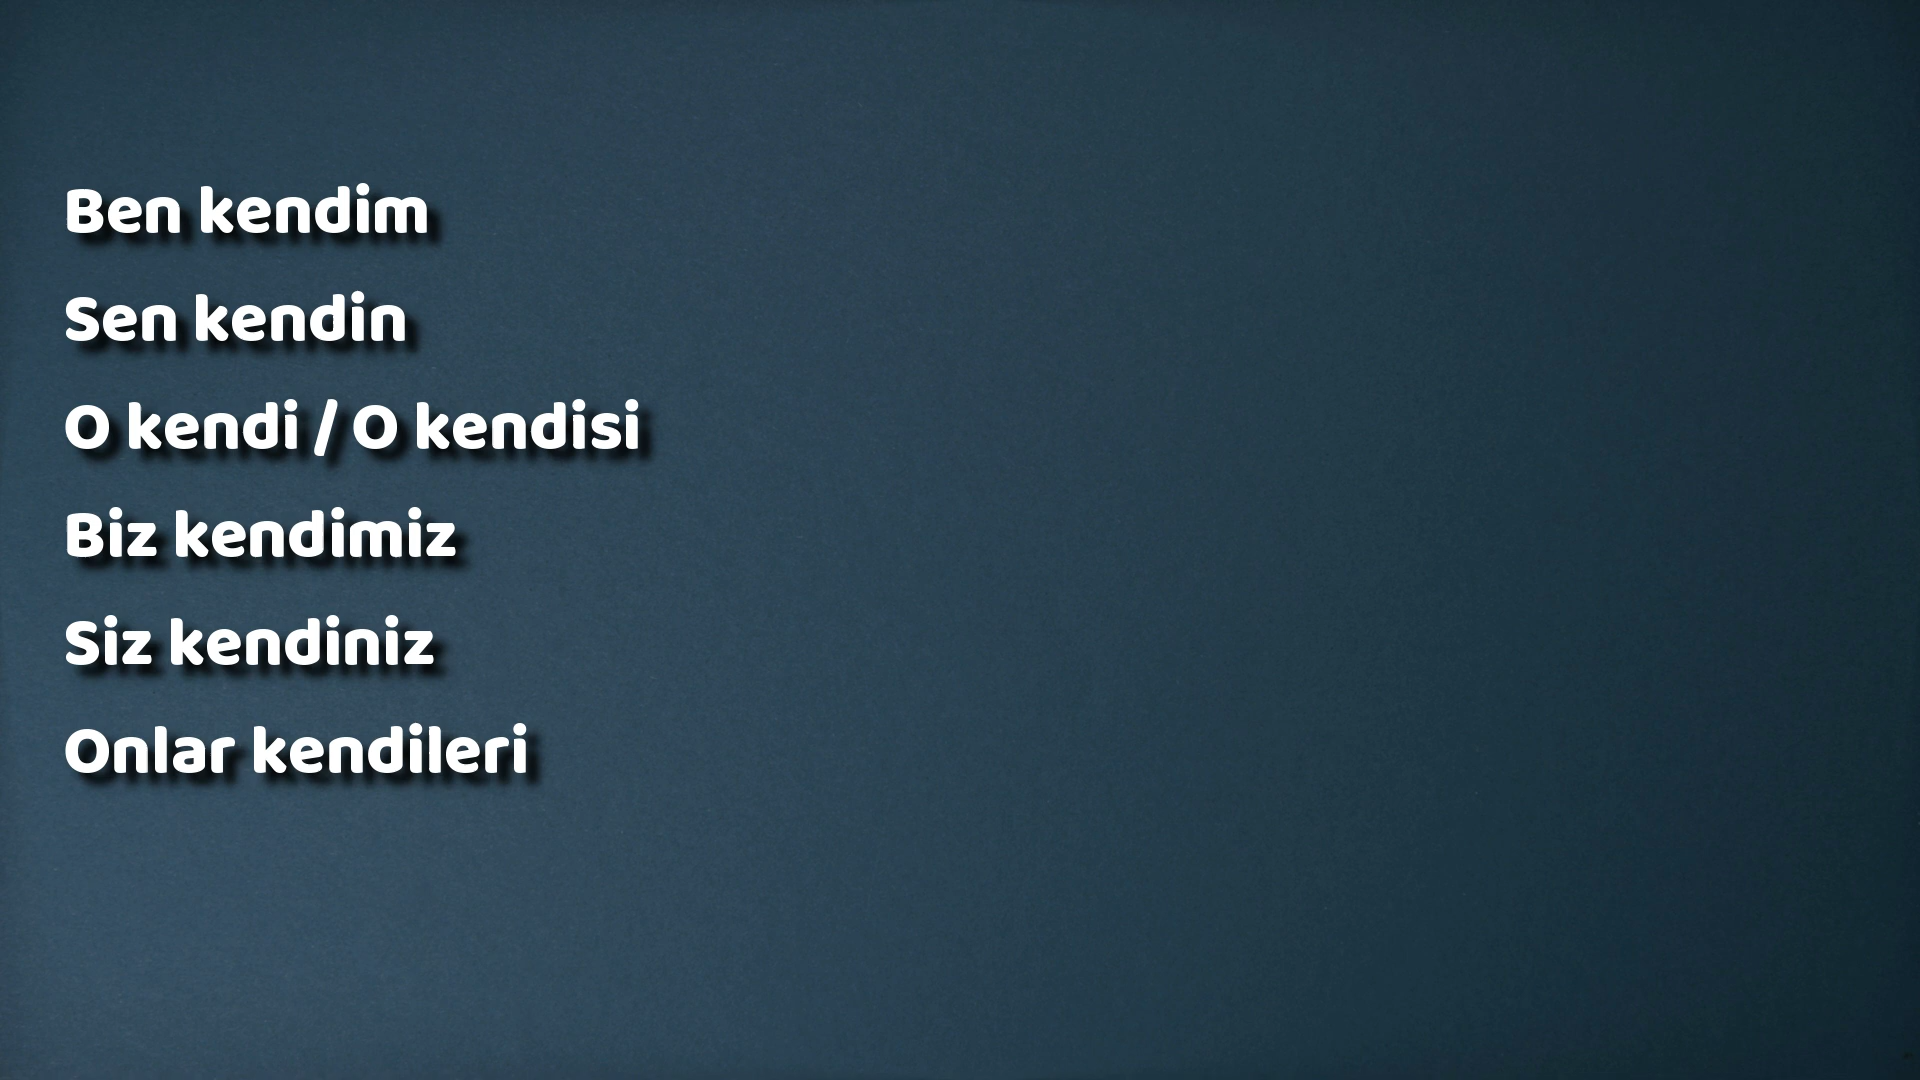 Ben kendim
Sen kendin
O kendi / O kendisi
Biz kendimiz
Siz kendiniz
Onlar kendileri